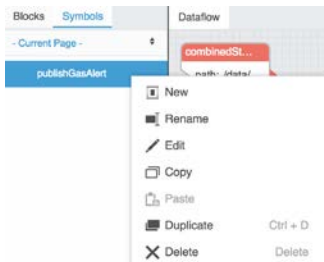 Blocks Symbols Dataflow
- Current Page -
combinedSt...
publishGasAlert
path: /data/
New
Rename
Edit
Copy
Paste
Duplicate Ctrl + D
Delete Delete